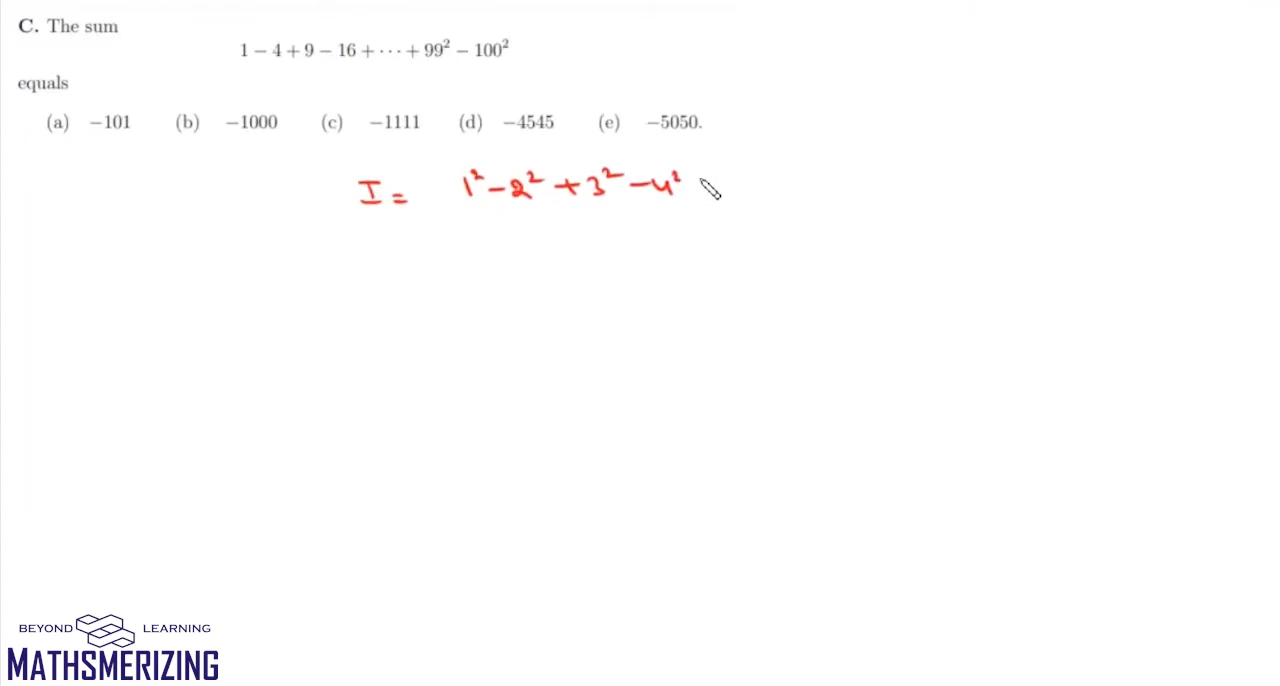 C. The sum
1 − 4 + 9 − 16 + ⋯ + 99² − 100²
equals
(a) −101 (b) −1000 (c) −1111 (d) −4545 (e) −5050.
I = 1² − 2² + 3² − 4²
BEYOND LEARNING
MATHSMERIZING